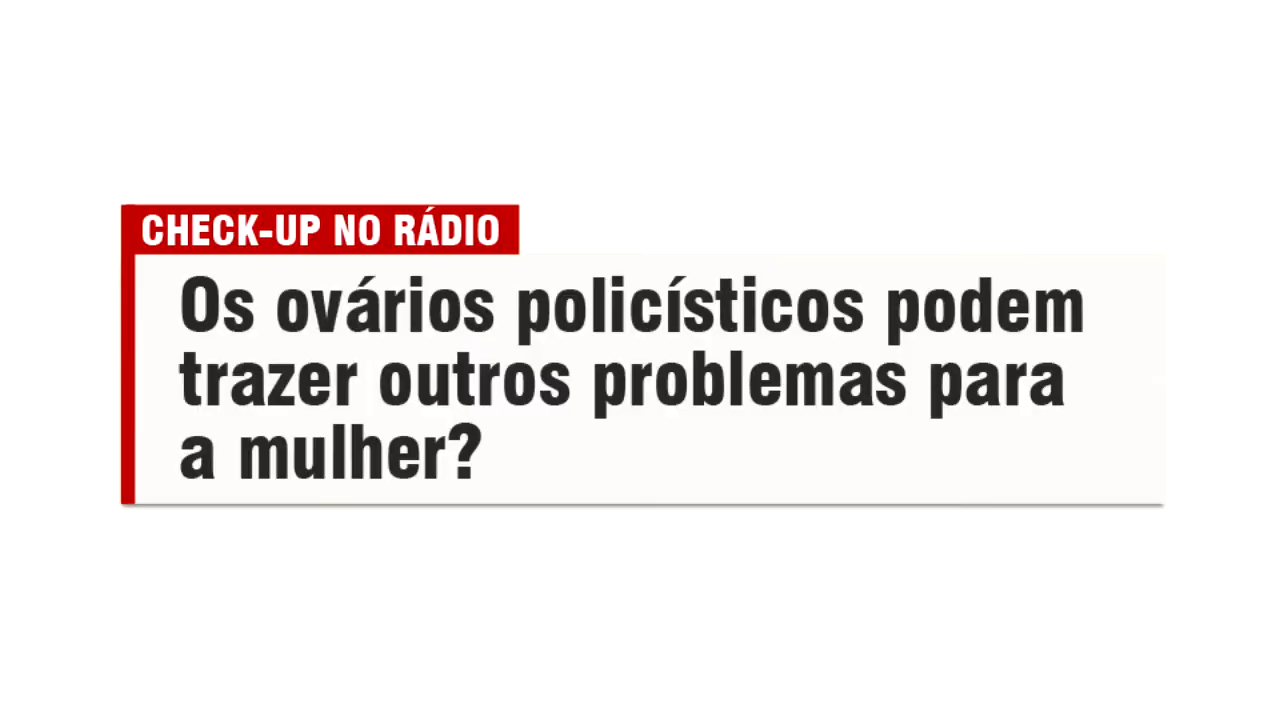 CHECK-UP NO RÁDIO
Os ovários policísticos podem
trazer outros problemas para
a mulher?